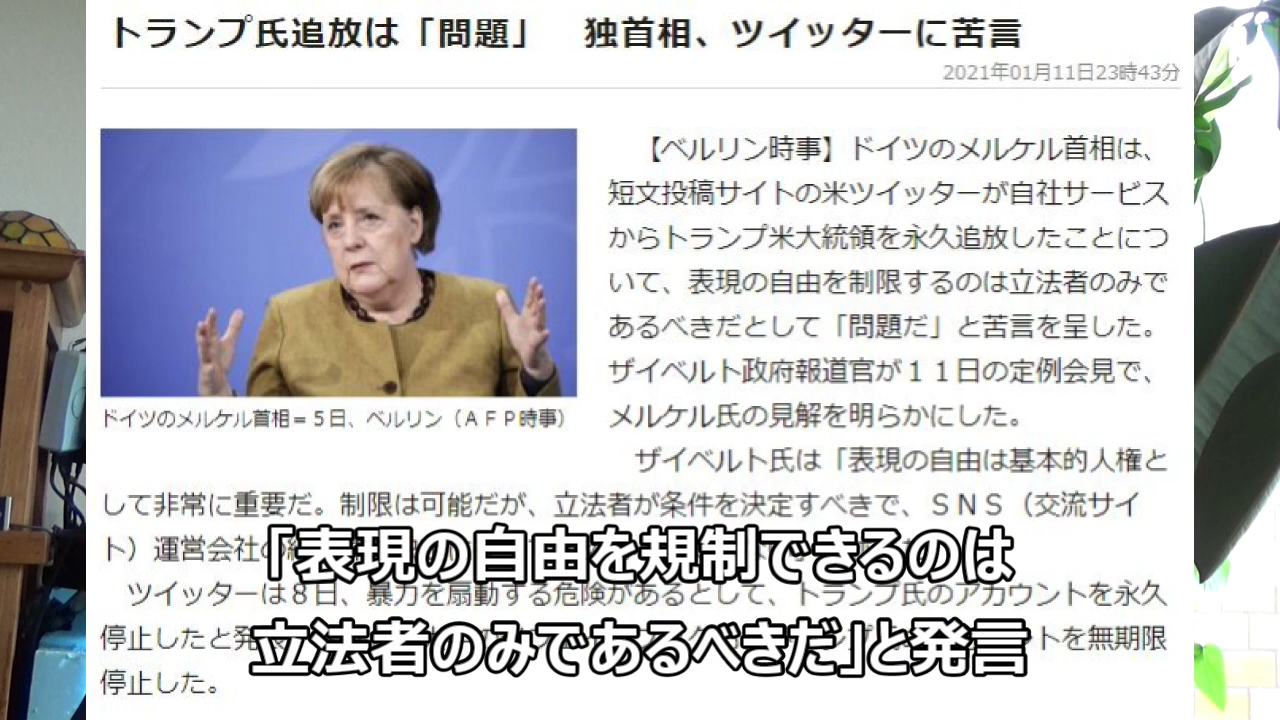 トランプ氏追放は「問題」　独首相、ツイッターに苦言
2021年01月11日23時43分
【ベルリン時事】ドイツのメルケル首相は、
短文投稿サイトの米ツイッターが自社サービス
からトランプ米大統領を永久追放したことにつ
いて、表現の自由を制限するのは立法者のみで
あるべきだとして「問題だ」と苦言を呈した。
ザイベルト政府報道官が１１日の定例会見で、
メルケル氏の見解を明らかにした。
ドイツのメルケル首相＝５日、ベルリン（ＡＦＰ時事）
ザイベルト氏は「表現の自由は基本的人権と
して非常に重要だ。制限は可能だが、立法者が条件を決定すべきで、ＳＮＳ（交流サイ
ト）運営会社の
ツイッターは８日、暴力を扇動する危険があるとして、トランプ氏のアカウントを永久
停止したと発 ントを無期限
停止した。
「表現の自由を規制できるのは
立法者のみであるべきだ」と発言